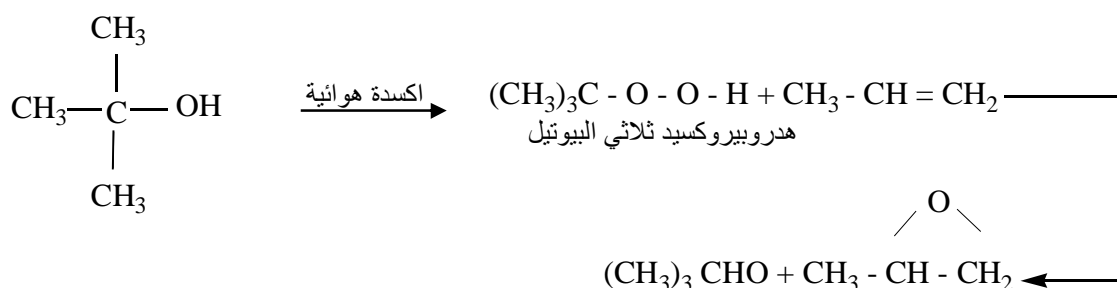 CH₃
CH₃ C OH
CH₃
اكسدة هوائية
(CH₃)₃C - O - O - H + CH₃ - CH = CH₂
هدروبيروكسيد ثلاثي البيوتيل
O
(CH₃)₃ CHO + CH₃ - CH - CH₂